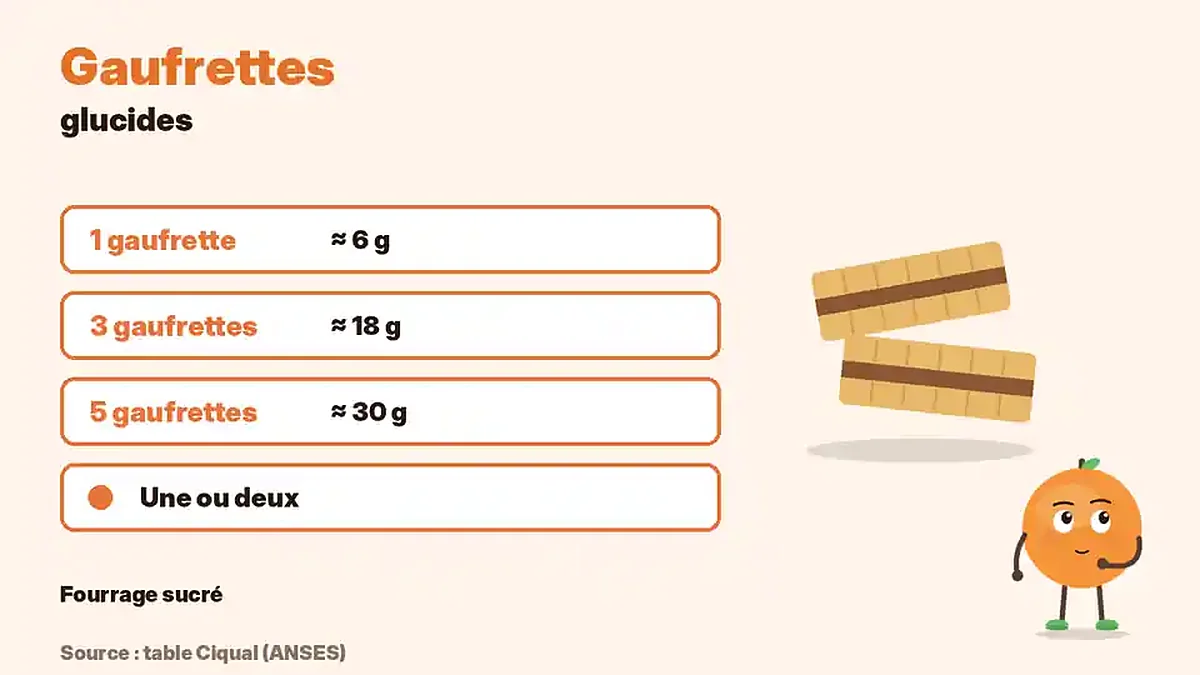 Gaufrettes
glucides
1 gaufrette ≈ 6 g
3 gaufrettes ≈ 18 g
5 gaufrettes ≈ 30 g
Une ou deux
Fourrage sucré
Source : table Ciqual (ANSES)